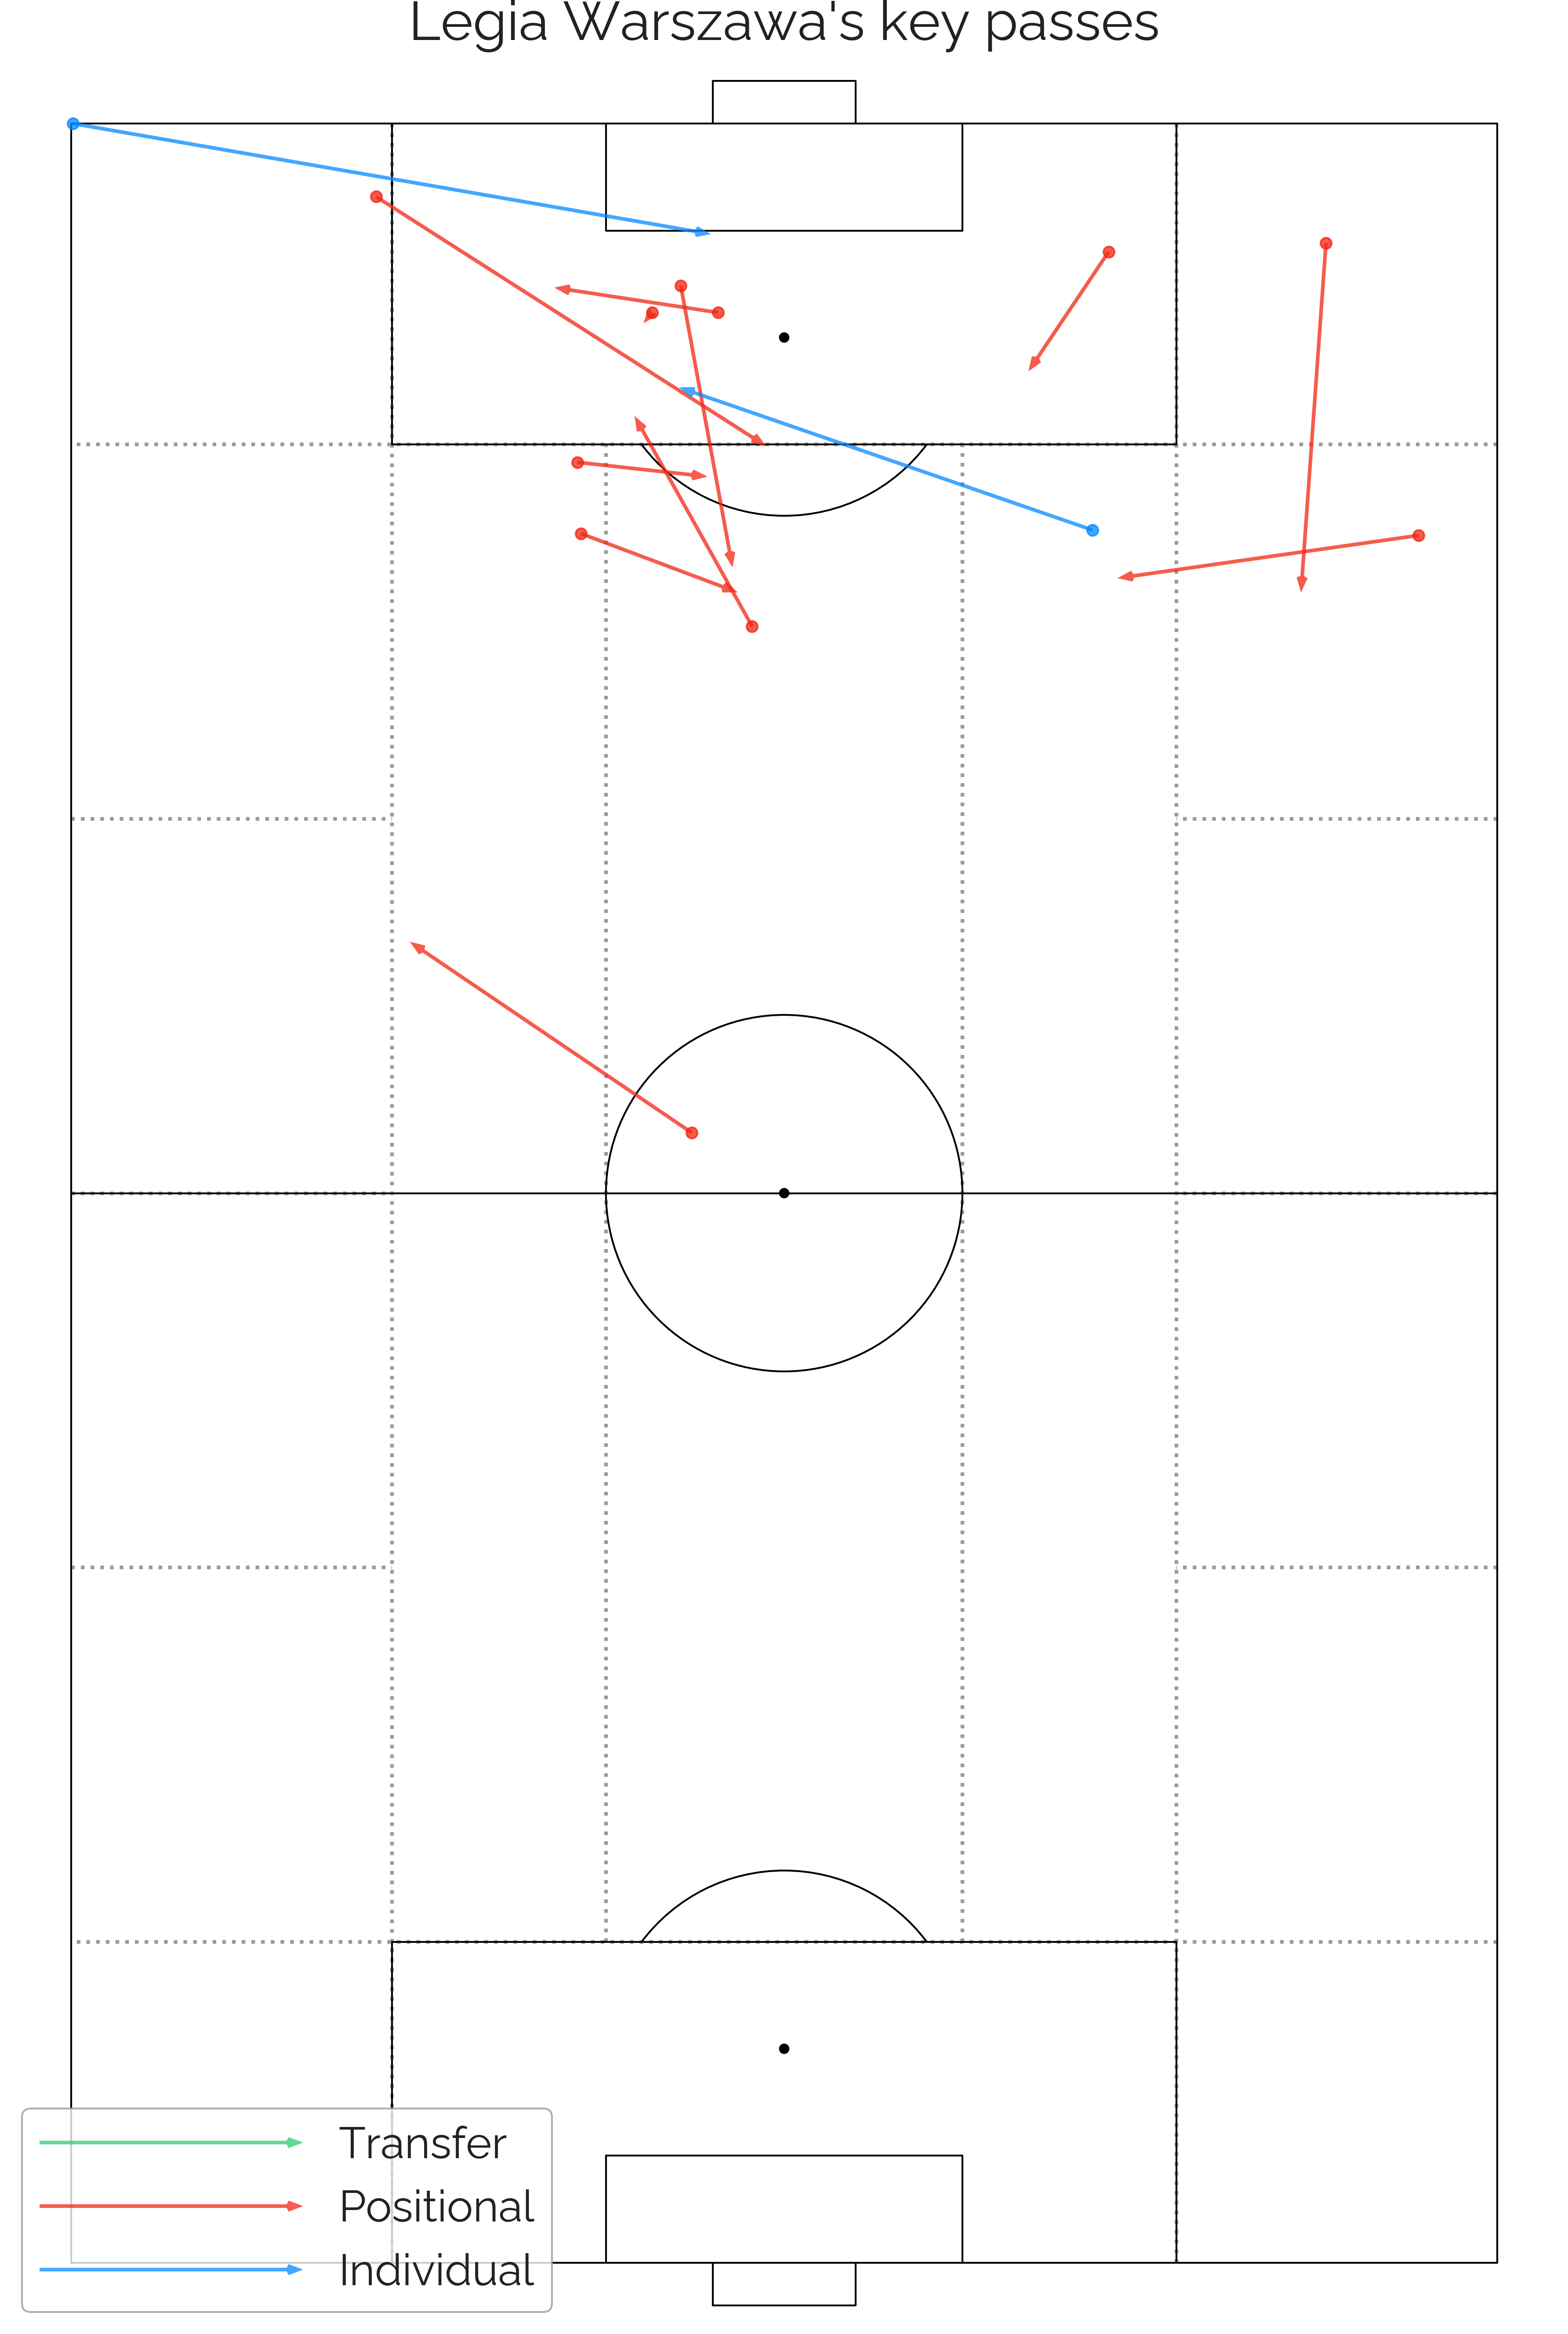 Legia Warszawa's key passes
Transfer
Positional
Individual